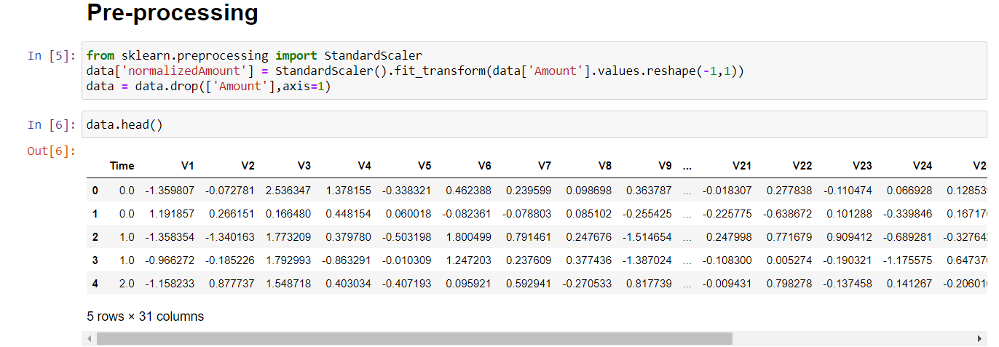 Pre-processing
In [5]: from sklearn.preprocessing import StandardScaler
data['normalizedAmount'] = StandardScaler().fit_transform(data['Amount'].values.reshape(-1,1))
data = data.drop(['Amount'],axis=1)
In [6]: data.head()
Out[6]:
Time V1 V2 V3 V4 V5 V6 V7 V8 V9 ... V21 V22 V23 V24
0 0.0 -1.359807 -0.072781 2.536347 1.378155 -0.338321 0.462388 0.239599 0.098698 0.363787 ... -0.018307 0.277838 -0.110474 0.066928 0.128539
1 0.0 1.191857 0.266151 0.166480 0.448154 0.060018 -0.082361 -0.078803 0.085102 -0.255425 ... -0.225775 -0.638672 0.101288 -0.339846 0.167170
2 1.0 -1.358354 -1.340163 1.773209 0.379780 -0.503198 1.800499 0.791461 0.247676 -1.514654 ... 0.247998 0.771679 0.909412 -0.689281 -0.32764
3 1.0 -0.966272 -0.185226 1.792993 -0.863291 -0.010309 1.247203 0.237609 0.377436 -1.387024 ... -0.108300 0.005274 -0.190321 -1.175575 0.64737
4 2.0 -1.158233 0.877737 1.548718 0.403034 -0.407193 0.095921 0.592941 -0.270533 0.817739 ... -0.009431 0.798278 -0.137458 0.141267 -0.20601
5 rows × 31 columns